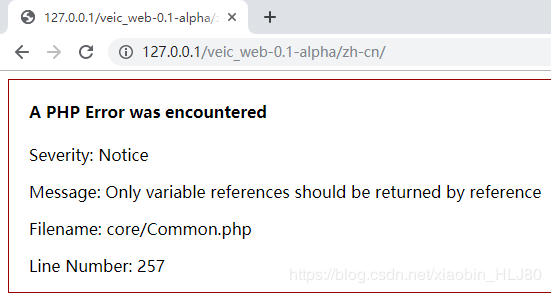 127.0.0.1/veic_web-0.1-alpha/
127.0.0.1/veic_web-0.1-alpha/zh-cn/
A PHP Error was encountered
Severity: Notice
Message: Only variable references should be returned by reference
Filename: core/Common.php
Line Number: 257
https://blog.csdn.net/xiaobin_HLJ80